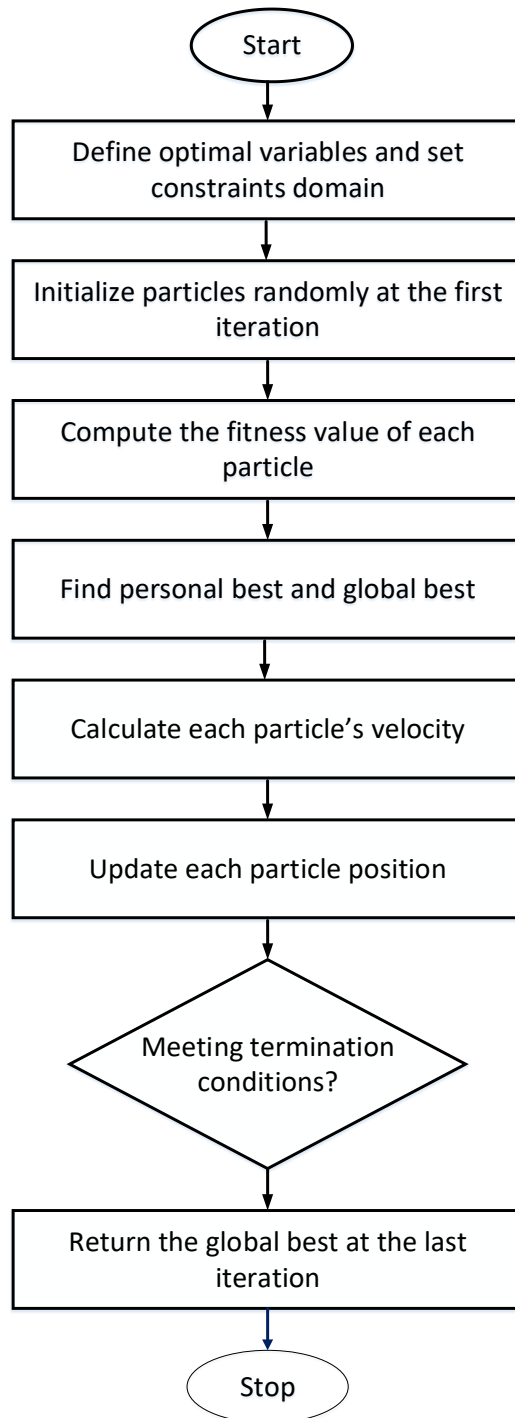 Start
Define optimal variables and set
constraints domain
Initialize particles randomly at the first
iteration
Compute the fitness value of each
particle
Find personal best and global best
Calculate each particle’s velocity
Update each particle position
Meeting termination
conditions?
Return the global best at the last
iteration
Stop